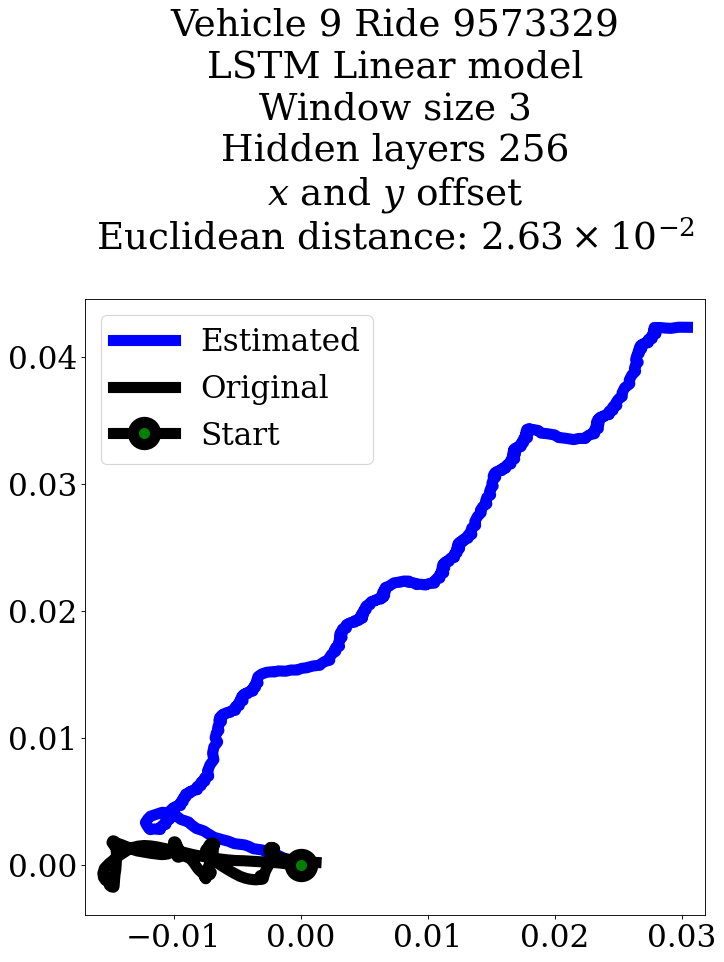 Vehicle 9 Ride 9573329
LSTM Linear model
Window size 3
Hidden layers 256
x and y offset
Euclidean distance: 2.63 × 10⁻²
Estimated
Original
Start
0.04
0.03
0.02
0.01
0.00
−0.01 0.00 0.01 0.02 0.03